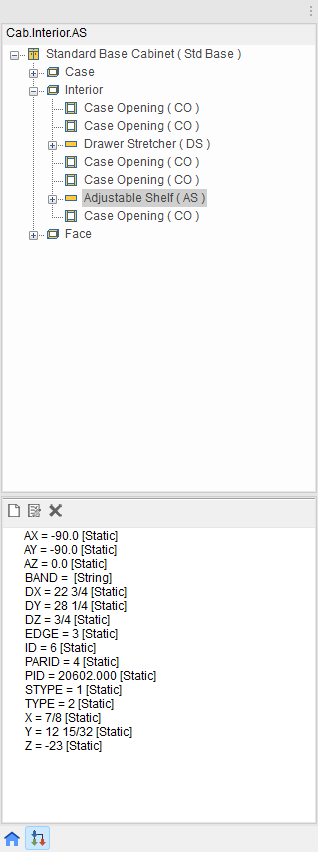 Cab.Interior.AS
Standard Base Cabinet ( Std Base )
Case
Interior
Case Opening ( CO )
Case Opening ( CO )
Drawer Stretcher ( DS )
Case Opening ( CO )
Case Opening ( CO )
Adjustable Shelf ( AS )
Case Opening ( CO )
Face
AX = -90.0 [Static]
AY = -90.0 [Static]
AZ = 0.0 [Static]
BAND =  [String]
DX = 22 3/4 [Static]
DY = 28 1/4 [Static]
DZ = 3/4 [Static]
EDGE = 3 [Static]
ID = 6 [Static]
PARID = 4 [Static]
PID = 20602.000 [Static]
STYPE = 1 [Static]
TYPE = 2 [Static]
X = 7/8 [Static]
Y = 12 15/32 [Static]
Z = -23 [Static]